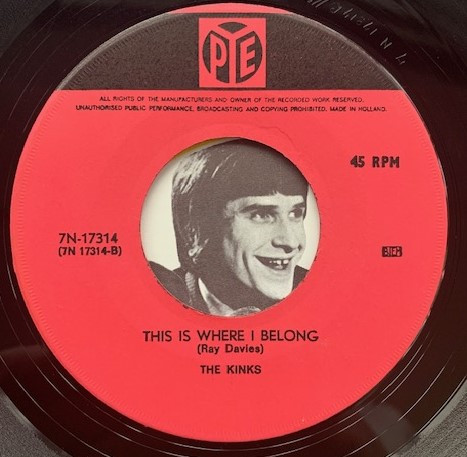 PYE
ALL RIGHTS OF THE MANUFACTURERS AND OWNER OF THE RECORDED WORK RESERVED.
UNAUTHORISED PUBLIC PERFORMANCE, BROADCASTING AND COPYING PROHIBITED. MADE IN HOLLAND.
45 RPM
7N-17314
(7N 17314-B)
BIEM
THIS IS WHERE I BELONG
(Ray Davies)
THE KINKS